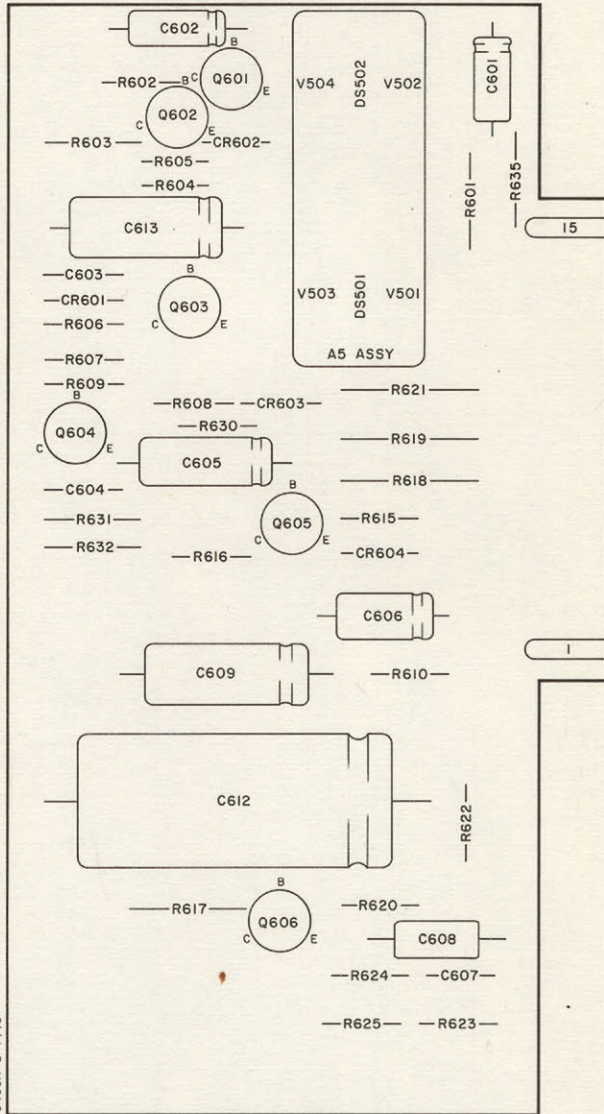 C602
B
R602
B
C
Q601
E
V504
DS502
V502
C601
Q602
C
E
R603
CR602
R605
R604
R601
R635
C613
15
C603
B
CR601
Q603
R606
C
E
V503
DS501
V501
R607
A5 ASSY
R609
R621
B
R608
CR603
R630
Q604
C
E
R619
C605
R618
C604
B
R631
Q605
R615
C
E
R632
R616
CR604
C606
1
C609
R610
C612
R622
B
R617
Q606
R620
C
E
C608
R624
C607
R625
R623